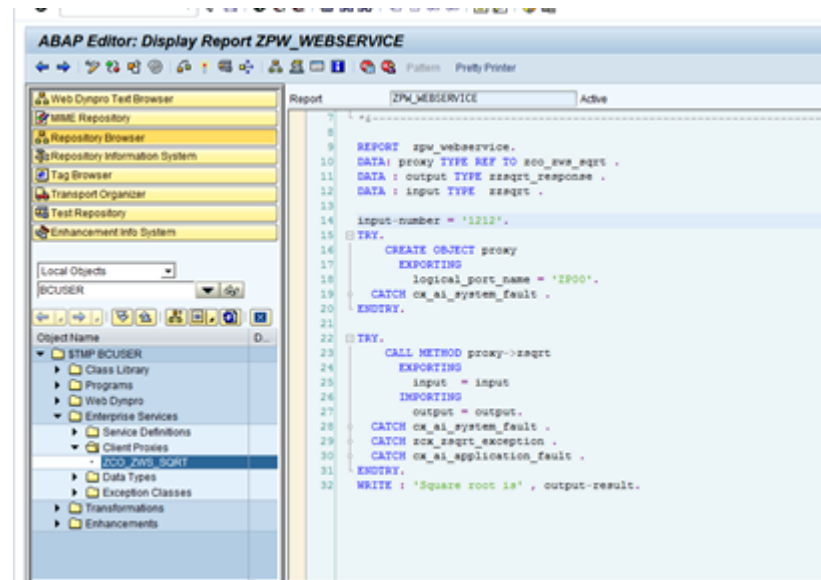 ABAP Editor: Display Report ZPW_WEBSERVICE
Pattern Pretty Printer
Web Dynpro Text Browser
MIME Repository
Repository Browser
Repository Information System
Tag Browser
Transport Organizer
Test Repository
Enhancement Info System
Local Objects
BCUSER
Object Name D...
$TMP BCUSER
Class Library
Programs
Web Dynpro
Enterprise Services
Service Definitions
Client Proxies
ZCO_ZWS_SQRT
Data Types
Exception Classes
Transformations
Enhancements
Report ZPW_WEBSERVICE Active
7 *&---------------------------------------------------------------------
8
9 REPORT zpw_webservice.
10 DATA: proxy TYPE REF TO zco_zws_sqrt .
11 DATA : output TYPE zzsqrt_response .
12 DATA : input TYPE zzsqrt .
13
14 input-number = '1212'.
15 TRY.
16 CREATE OBJECT proxy
17 EXPORTING
18 logical_port_name = 'ZP00'.
19 CATCH cx_ai_system_fault .
20 ENDTRY.
21
22 TRY.
23 CALL METHOD proxy->zsqrt
24 EXPORTING
25 input = input
26 IMPORTING
27 output = output.
28 CATCH cx_ai_system_fault .
29 CATCH zcx_zsqrt_exception .
30 CATCH cx_ai_application_fault .
31 ENDTRY.
32 WRITE : 'Square root is' , output-result.